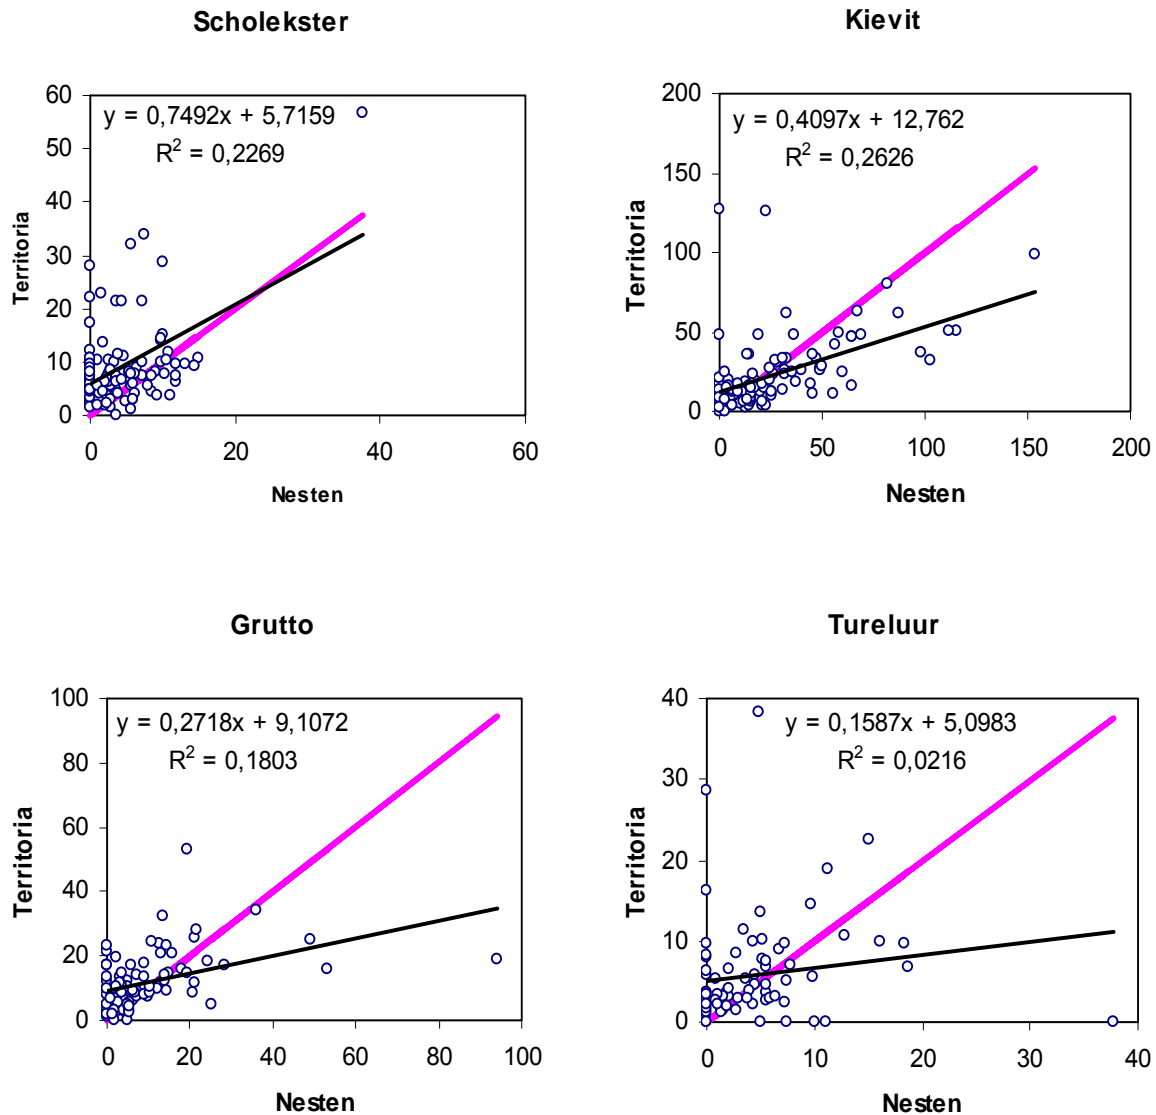 Scholekster
y = 0,7492x + 5,7159
R² = 0,2269
60
50
40
30
20
10
0
Territoria
0 20 40 60
Nesten
Kievit
y = 0,4097x + 12,762
R² = 0,2626
200
150
100
50
0
Territoria
0 50 100 150 200
Nesten
Grutto
y = 0,2718x + 9,1072
R² = 0,1803
100
80
60
40
20
0
Territoria
0 20 40 60 80 100
Nesten
Tureluur
y = 0,1587x + 5,0983
R² = 0,0216
40
30
20
10
0
Territoria
0 10 20 30 40
Nesten